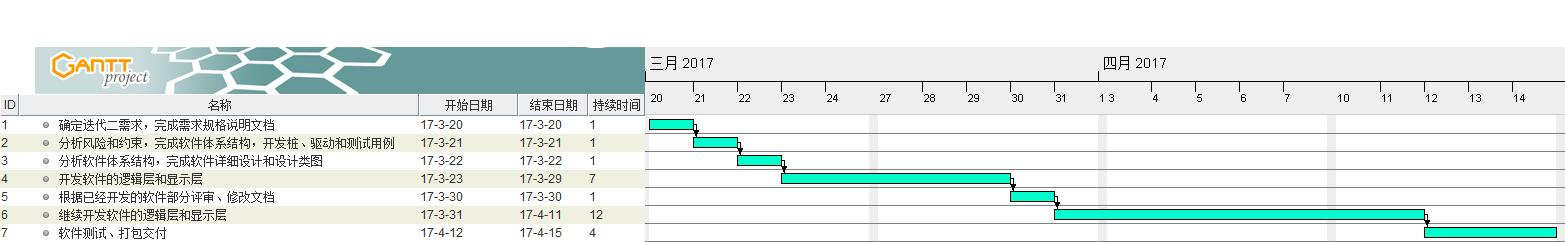 GANTT project
三月 2017 四月 2017
ID 名称 开始日期 结束日期 持续时间 20 21 22 23 24 27 28 29 30 31 1 3 4 5 6 7 10 11 12 13 14
1 确定迭代二需求，完成需求规格说明文档 17-3-20 17-3-20 1
2 分析风险和约束，完成软件体系结构，开发桩、驱动和测试用例 17-3-21 17-3-21 1
3 分析软件体系结构，完成软件详细设计和设计类图 17-3-22 17-3-22 1
4 开发软件的逻辑层和显示层 17-3-23 17-3-29 7
5 根据已经开发的软件部分评审、修改文档 17-3-30 17-3-30 1
6 继续开发软件的逻辑层和显示层 17-3-31 17-4-11 12
7 软件测试、打包交付 17-4-12 17-4-15 4